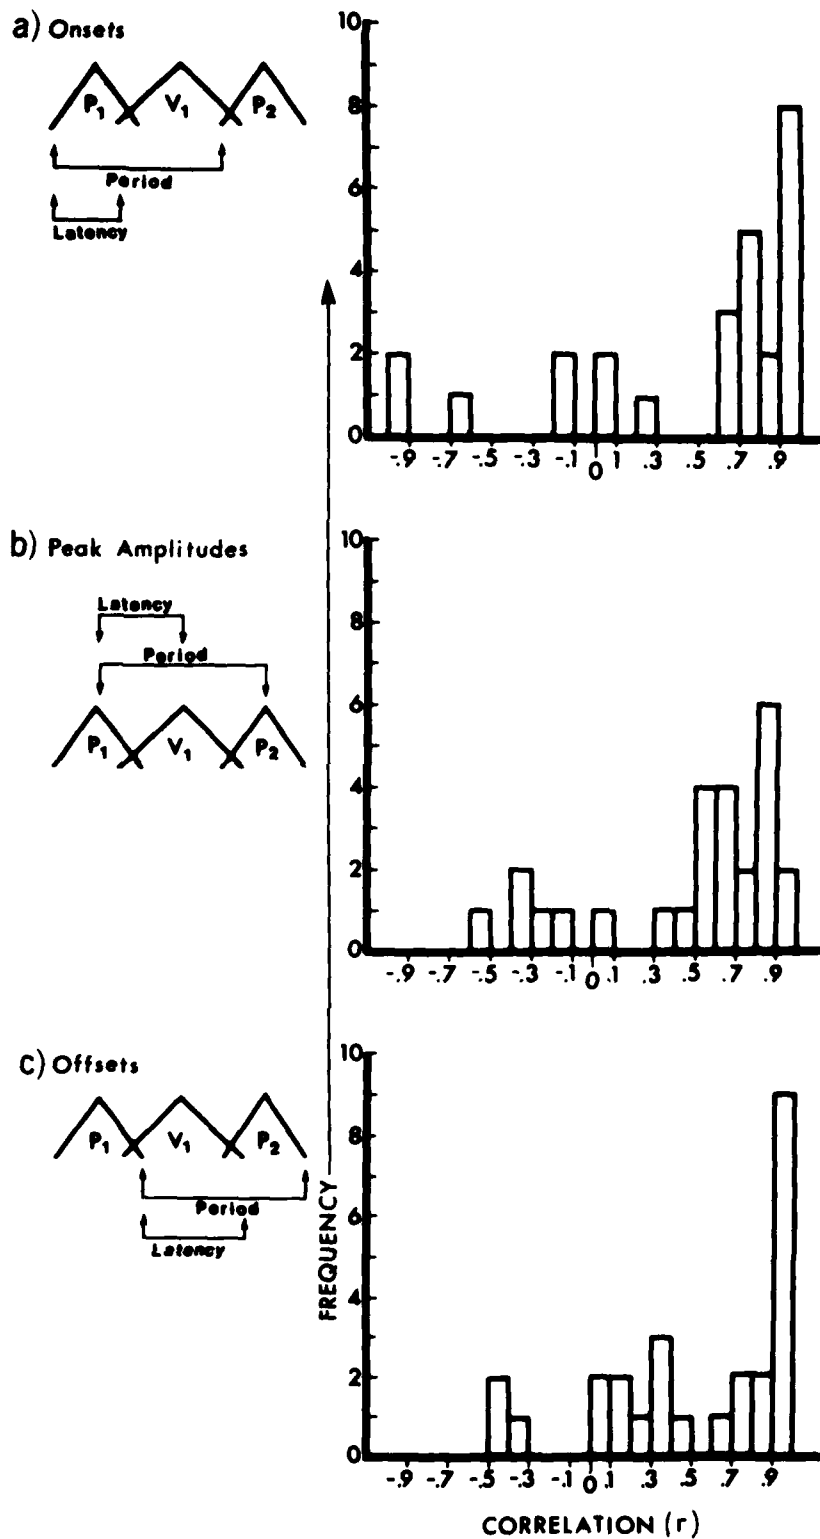 a) Onsets
P₁ V₁ P₂
Period
Latency
10
8
6
4
2
0
-.9 -.7 -.5 -.3 -.1 0 .1 .3 .5 .7 .9
b) Peak Amplitudes
Latency
Period
P₁ V₁ P₂
10
8
6
4
2
0
-.9 -.7 -.5 -.3 -.1 0 .1 .3 .5 .7 .9
c) Offsets
P₁ V₁ P₂
Period
Latency
FREQUENCY
10
8
6
4
2
0
-.9 -.7 -.5 -.3 -.1 0 .1 .3 .5 .7 .9
CORRELATION (r)